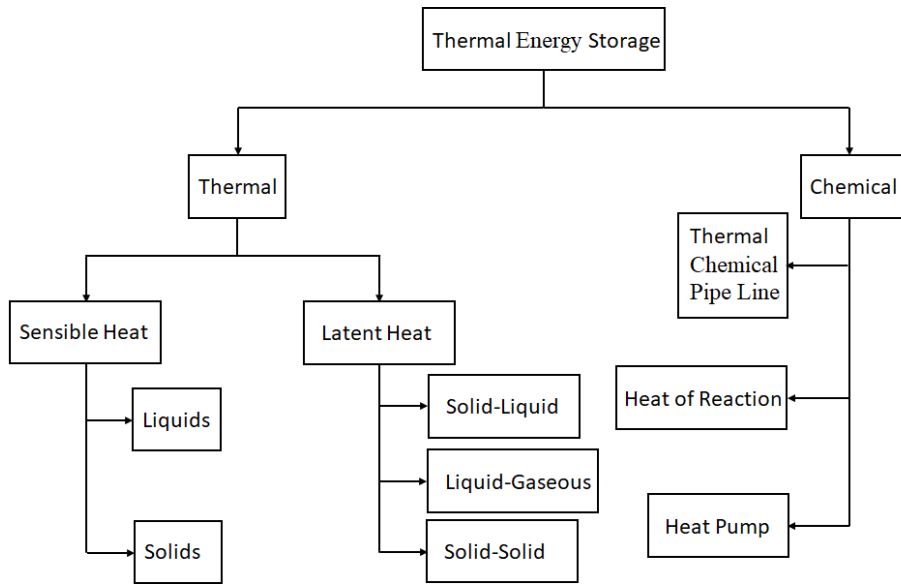 Thermal Energy Storage
Thermal
Chemical
Thermal
Chemical
Pipe Line
Sensible Heat
Latent Heat
Liquids
Solid-Liquid
Heat of Reaction
Liquid-Gaseous
Solids
Solid-Solid
Heat Pump